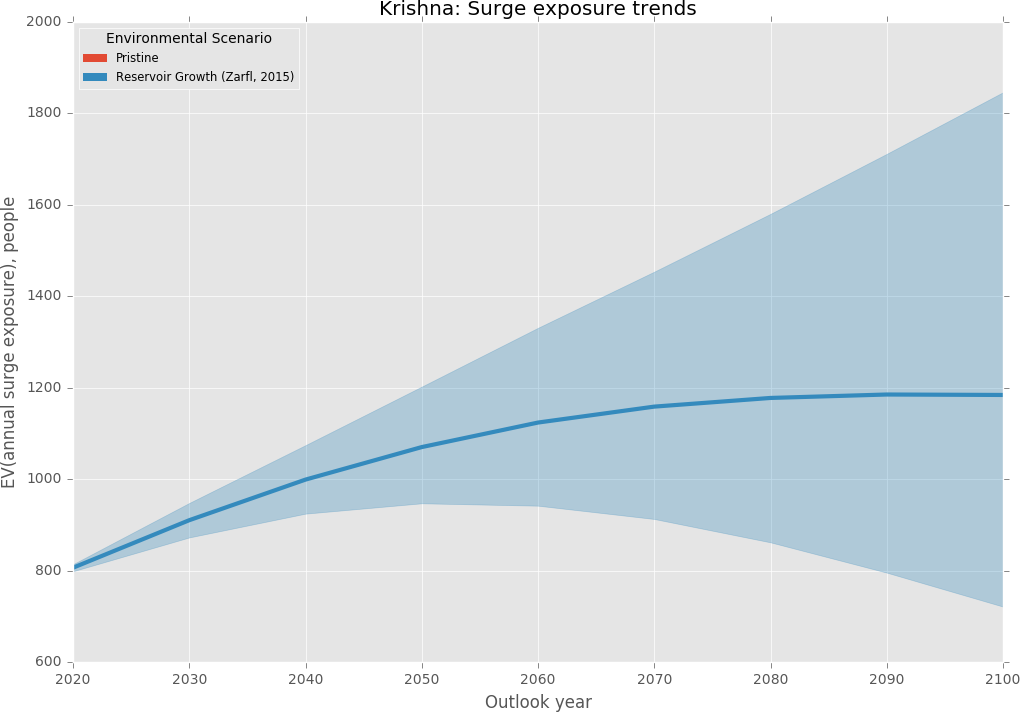 Krishna: Surge exposure trends
Environmental Scenario
Pristine
Reservoir Growth (Zarfl, 2015)
EV(annual surge exposure), people
2000
1800
1600
1400
1200
1000
800
600
2020 2030 2040 2050 2060 2070 2080 2090 2100
Outlook year